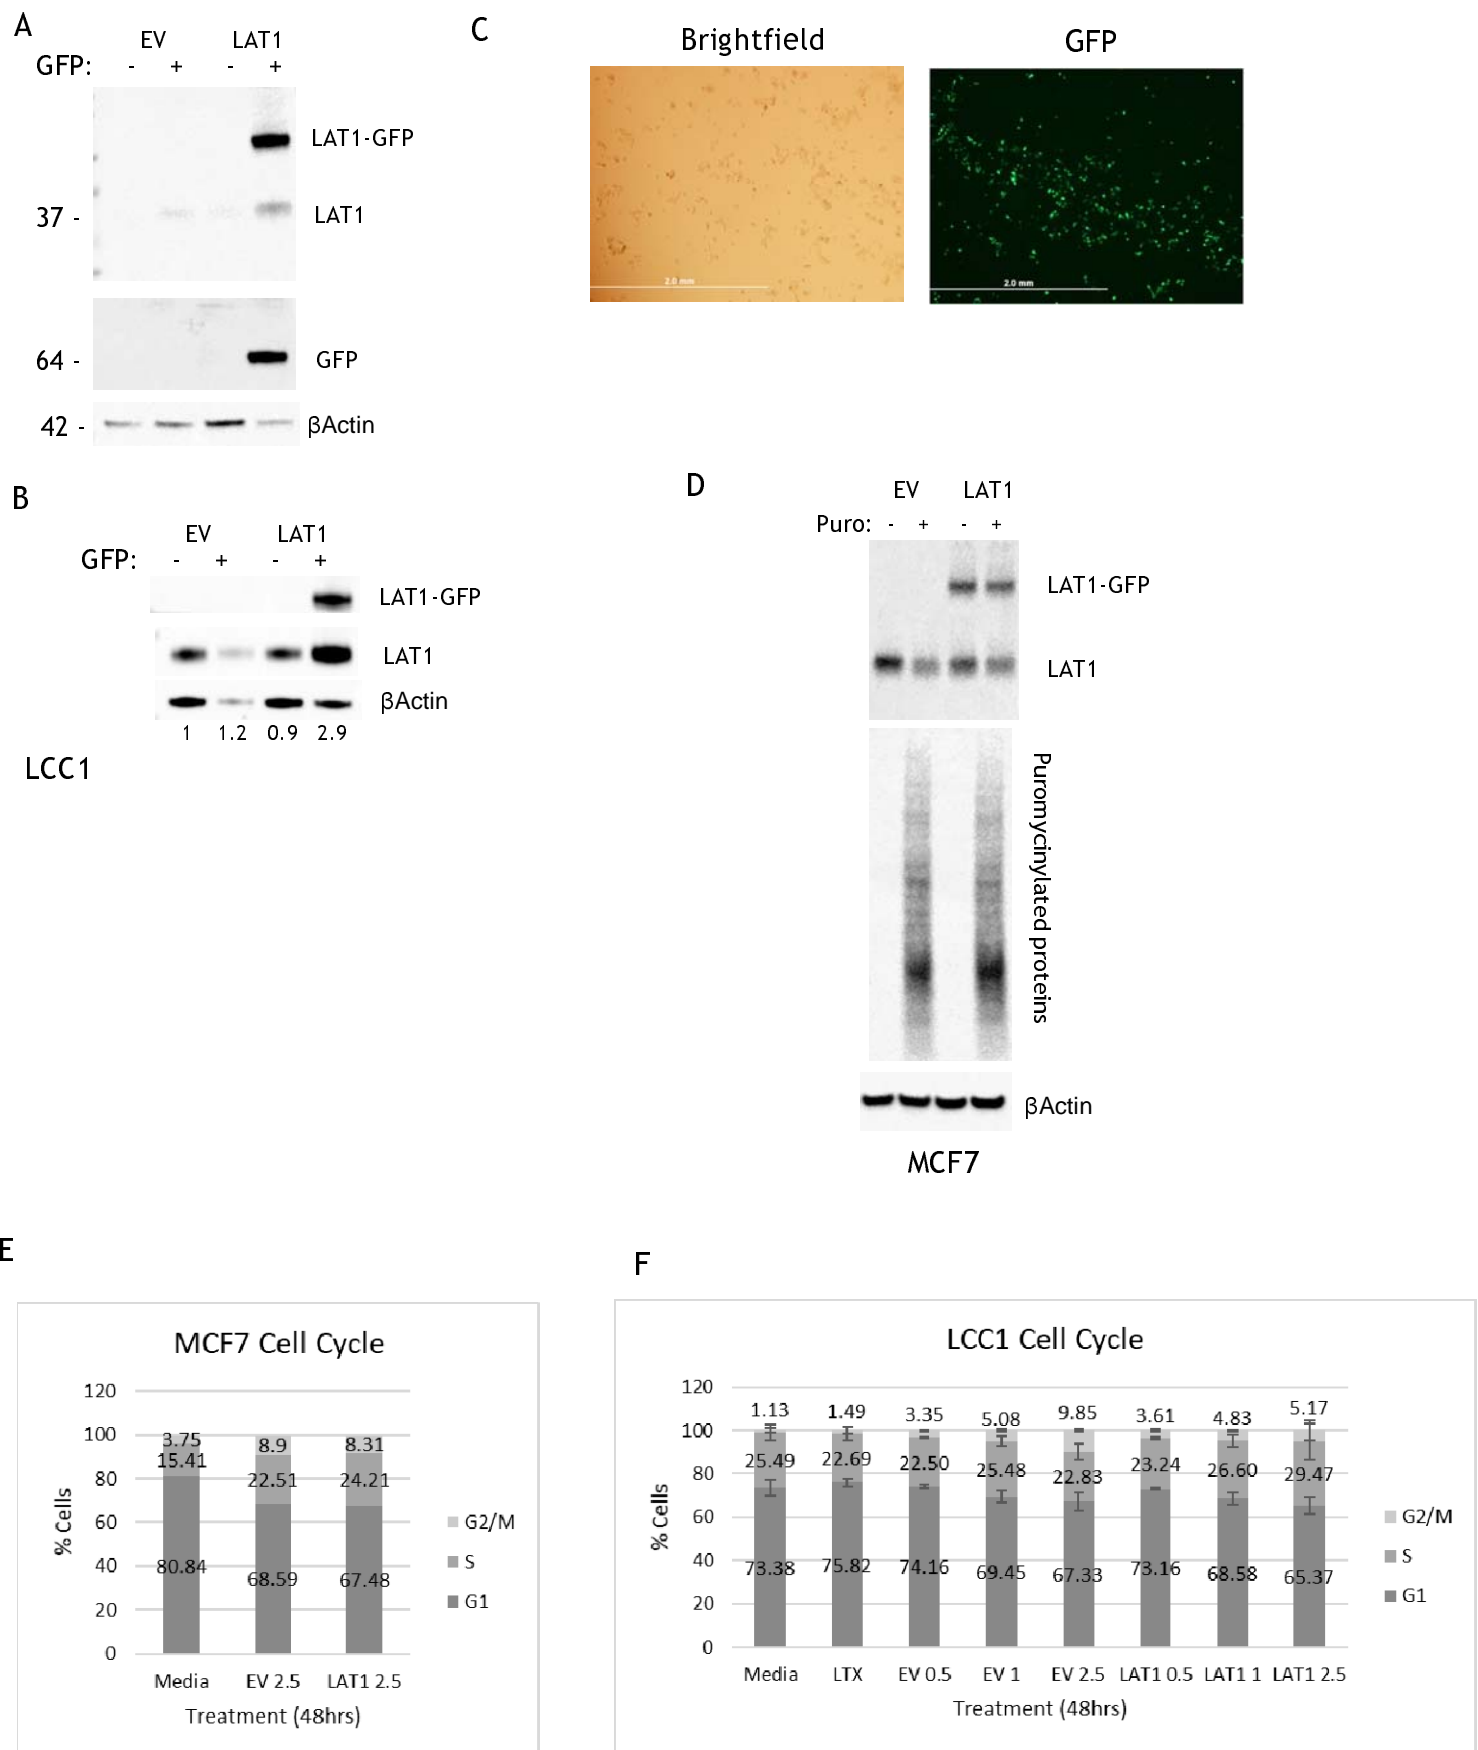 A
EV LAT1
GFP: - + - +
LAT1-GFP
37 - LAT1
64 - GFP
42 - βActin
B
EV LAT1
GFP: - + - +
LAT1-GFP
LAT1
βActin
1 1.2 0.9 2.9
LCC1
C
Brightfield GFP
2.0 mm 2.0 mm
D
EV LAT1
Puro: - + - +
LAT1-GFP
LAT1
Puromycinylated proteins
βActin
MCF7
E
MCF7 Cell Cycle
120
100
80
60
40
20
0
% Cells
3.75 8.9 8.31
15.41 22.51 24.21
80.84 68.59 67.48
G2/M
S
G1
Media EV 2.5 LAT1 2.5
Treatment (48hrs)
F
LCC1 Cell Cycle
120
100
80
60
40
20
0
% Cells
1.13 1.49 3.35 5.08 9.85 3.61 4.83 5.17
25.49 22.69 22.50 25.48 22.83 23.24 26.60 29.47
73.38 75.82 74.16 69.45 67.33 73.16 68.58 65.37
G2/M
S
G1
Media LTX EV 0.5 EV 1 EV 2.5 LAT1 0.5 LAT1 1 LAT1 2.5
Treatment (48hrs)